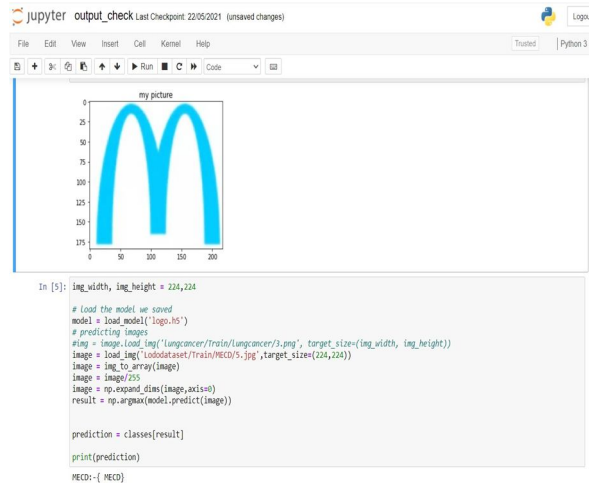 jupyter output_check Last Checkpoint: 22/05/2021 (unsaved changes)
Logou
File Edit View Insert Cell Kernel Help
Trusted Python 3
Run Code
my picture
0
25
50
75
100
125
150
175
0 50 100 150 200
In [5]: img_width, img_height = 224,224
# load the model we saved
model = load_model('logo.h5')
# predicting images
#img = image.load_img('lungcancer/Train/lungcancer/3.png', target_size=(img_width, img_height))
image = load_img('Lododataset/Train/MECD/5.jpg',target_size=(224,224))
image = img_to_array(image)
image = image/255
image = np.expand_dims(image,axis=0)
result = np.argmax(model.predict(image))
prediction = classes[result]
print(prediction)
MECD:-{ MECD}